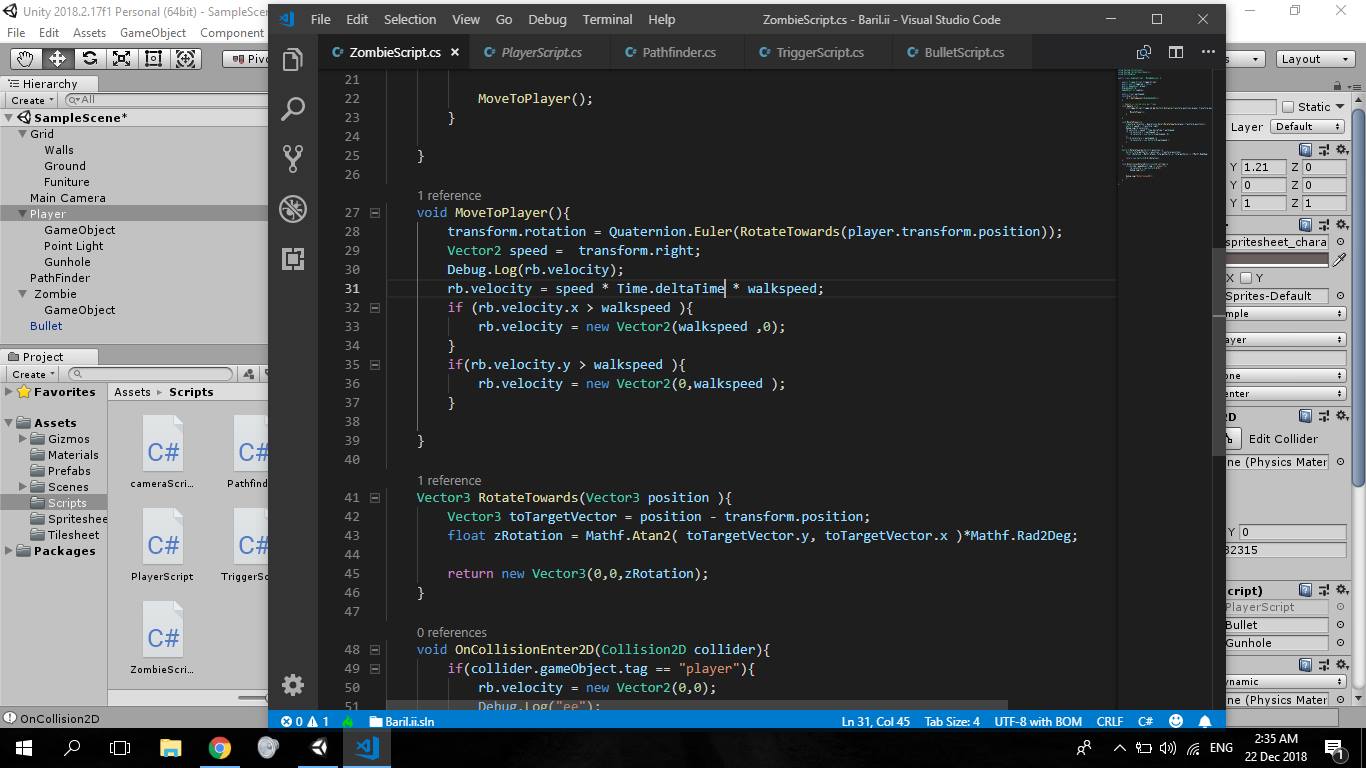 Unity 2018.2.17f1 Personal (64bit) - SampleScene
File Edit Assets GameObject Component
Hierarchy
Create All
SampleScene*
Grid
Walls
Ground
Funiture
Main Camera
Player
GameObject
Point Light
Gunhole
PathFinder
Zombie
GameObject
Bullet
Project
Create
Favorites
Assets
Gizmos
Materials
Prefabs
Scenes
Scripts
Spriteshee
Tilesheet
Packages
Assets Scripts
cameraScri... Pathfind
PlayerScript TriggerSc
ZombieScri...
OnCollision2D
File Edit Selection View Go Debug Terminal Help ZombieScript.cs - Baril.ii - Visual Studio Code
ZombieScript.cs PlayerScript.cs Pathfinder.cs TriggerScript.cs BulletScript.cs
21
22 MoveToPlayer();
23 }
24
25 }
26
1 reference
27 void MoveToPlayer(){
28 transform.rotation = Quaternion.Euler(RotateTowards(player.transform.position));
29 Vector2 speed =  transform.right;
30 Debug.Log(rb.velocity);
31 rb.velocity = speed * Time.deltaTime * walkspeed;
32 if (rb.velocity.x > walkspeed ){
33 rb.velocity = new Vector2(walkspeed ,0);
34 }
35 if(rb.velocity.y > walkspeed ){
36 rb.velocity = new Vector2(0,walkspeed );
37 }
38
39 }
40
1 reference
41 Vector3 RotateTowards(Vector3 position ){
42 Vector3 toTargetVector = position - transform.position;
43 float zRotation = Mathf.Atan2( toTargetVector.y, toTargetVector.x )*Mathf.Rad2Deg;
44
45 return new Vector3(0,0,zRotation);
46 }
47
0 references
48 void OnCollisionEnter2D(Collision2D collider){
49 if(collider.gameObject.tag == "player"){
50 rb.velocity = new Vector2(0,0);
51 Debug.Log("ee");
0 1 Baril.ii.sln Ln 31, Col 45 Tab Size: 4 UTF-8 with BOM CRLF C#
Layout
Static
Layer Default
Y 1.21 Z 0
Y 0 Z 0
Y 1 Z 1
spritesheet_chara
X Y
Sprites-Default
mple
ayer
one
enter
2D
Edit Collider
ne (Physics Mater
Y 0
32315
cript)
PlayerScript
Bullet
Gunhole
ynamic
ne (Physics Mater
ENG 2:35 AM
22 Dec 2018
1